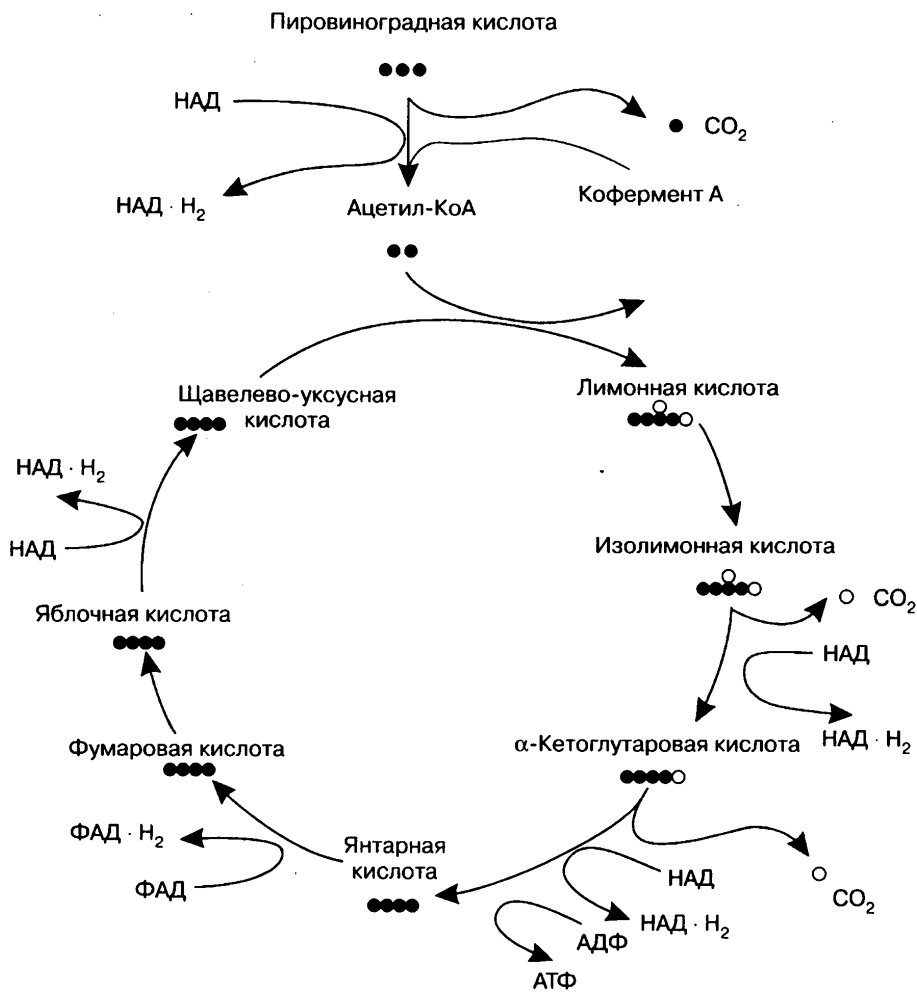 Пировиноградная кислота
НАД
CO₂
НАД · H₂
Ацетил-КоА
Кофермент А
Щавелево-уксусная
кислота
Лимонная кислота
НАД · H₂
НАД
Изолимонная кислота
CO₂
Яблочная кислота
НАД
Фумаровая кислота
α-Кетоглутаровая кислота
НАД · H₂
ФАД · H₂
ФАД
Янтарная
кислота
НАД
CO₂
НАД · H₂
АДФ
АТФ